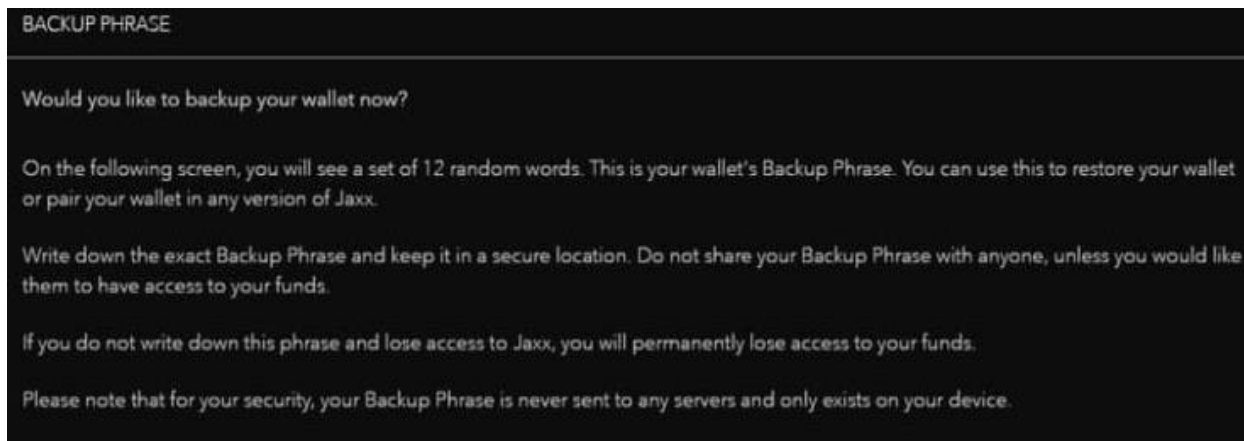 BACKUP PHRASE
Would you like to backup your wallet now?
On the following screen, you will see a set of 12 random words. This is your wallet's Backup Phrase. You can use this to restore your wallet
or pair your wallet in any version of Jaxx.
Write down the exact Backup Phrase and keep it in a secure location. Do not share your Backup Phrase with anyone, unless you would like
them to have access to your funds.
If you do not write down this phrase and lose access to Jaxx, you will permanently lose access to your funds.
Please note that for your security, your Backup Phrase is never sent to any servers and only exists on your device.